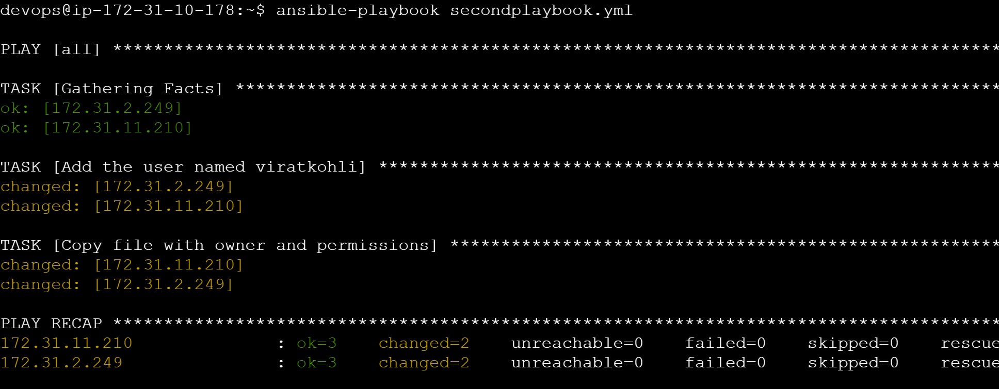 devops@ip-172-31-10-178:~$ ansible-playbook secondplaybook.yml
PLAY [all] ***************************************************************************************
TASK [Gathering Facts] ***************************************************************************
ok: [172.31.2.249]
ok: [172.31.11.210]
TASK [Add the user named viratkohli] *************************************************************
changed: [172.31.2.249]
changed: [172.31.11.210]
TASK [Copy file with owner and permissions] ******************************************************
changed: [172.31.11.210]
changed: [172.31.2.249]
PLAY RECAP ***************************************************************************************
172.31.11.210              : ok=3    changed=2    unreachable=0    failed=0    skipped=0    rescue
172.31.2.249               : ok=3    changed=2    unreachable=0    failed=0    skipped=0    rescue